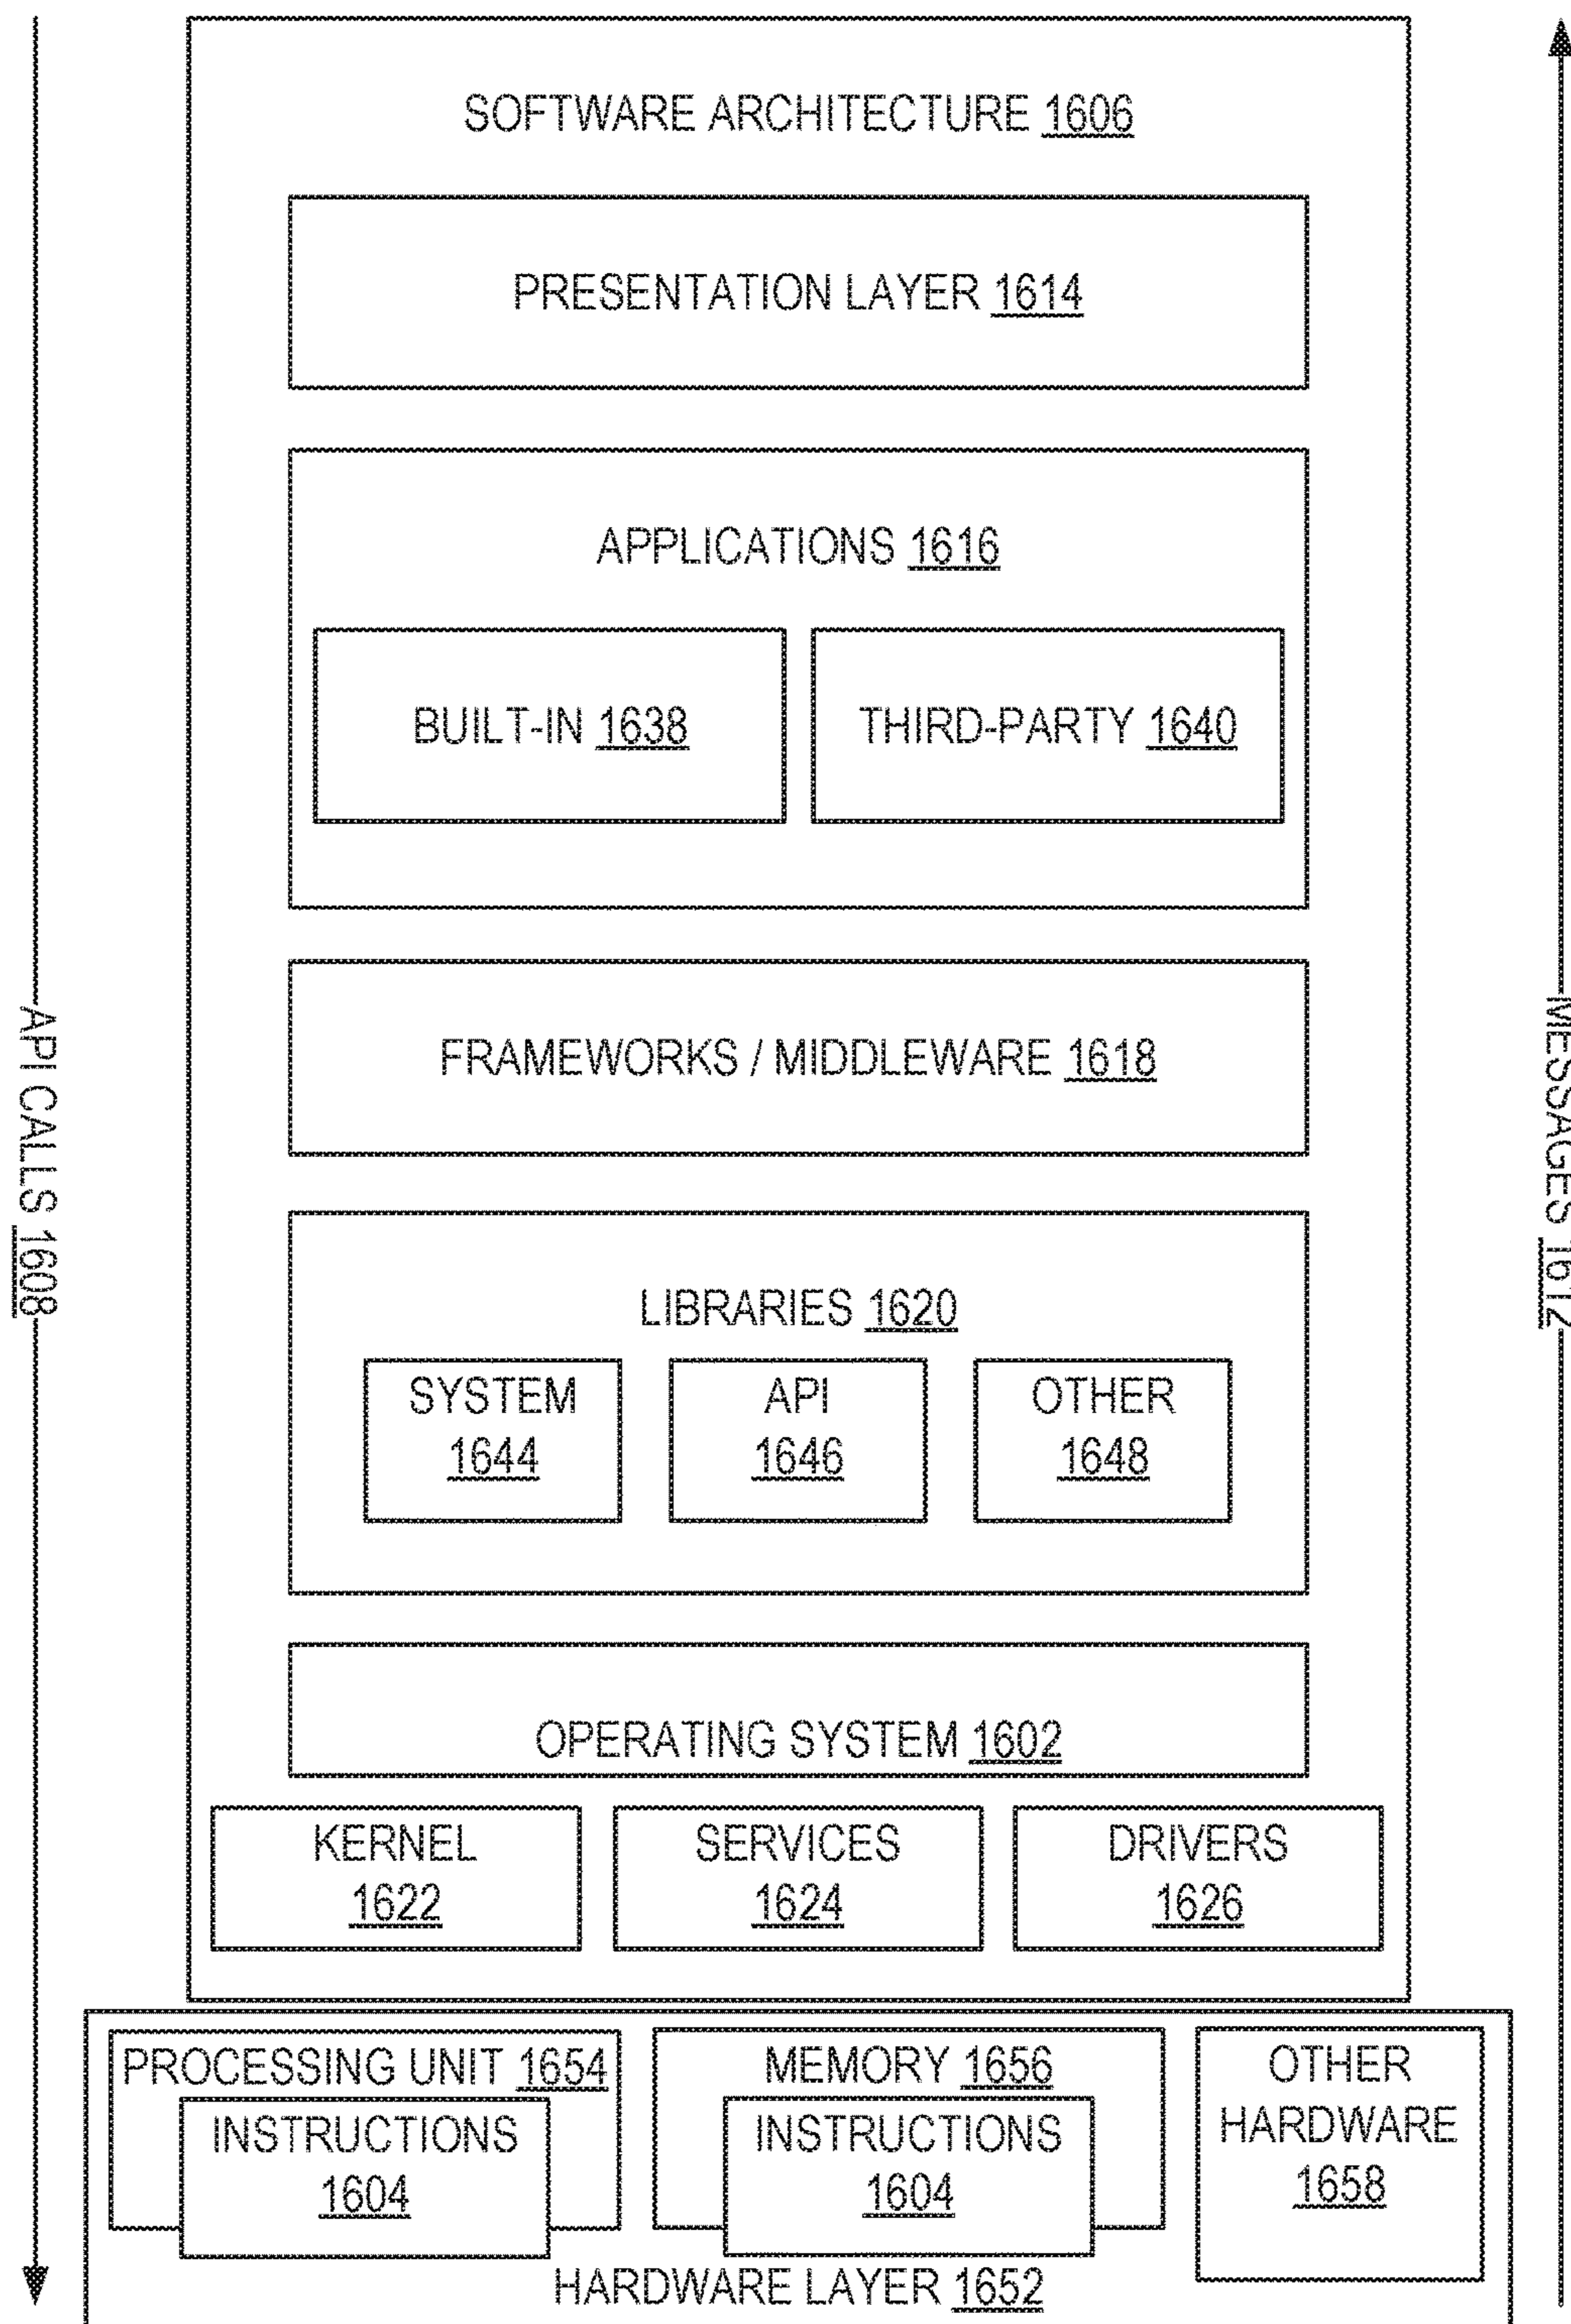 SOFTWARE ARCHITECTURE 1606
PRESENTATION LAYER 1614
APPLICATIONS 1616
BUILT-IN 1638
THIRD-PARTY 1640
FRAMEWORKS / MIDDLEWARE 1618
API CALLS 1608
MESSAGES 1612
LIBRARIES 1620
SYSTEM
1644
API
1646
OTHER
1648
OPERATING SYSTEM 1602
KERNEL
1622
SERVICES
1624
DRIVERS
1626
PROCESSING UNIT 1654
INSTRUCTIONS
1604
MEMORY 1656
INSTRUCTIONS
1604
OTHER
HARDWARE
1658
HARDWARE LAYER 1652